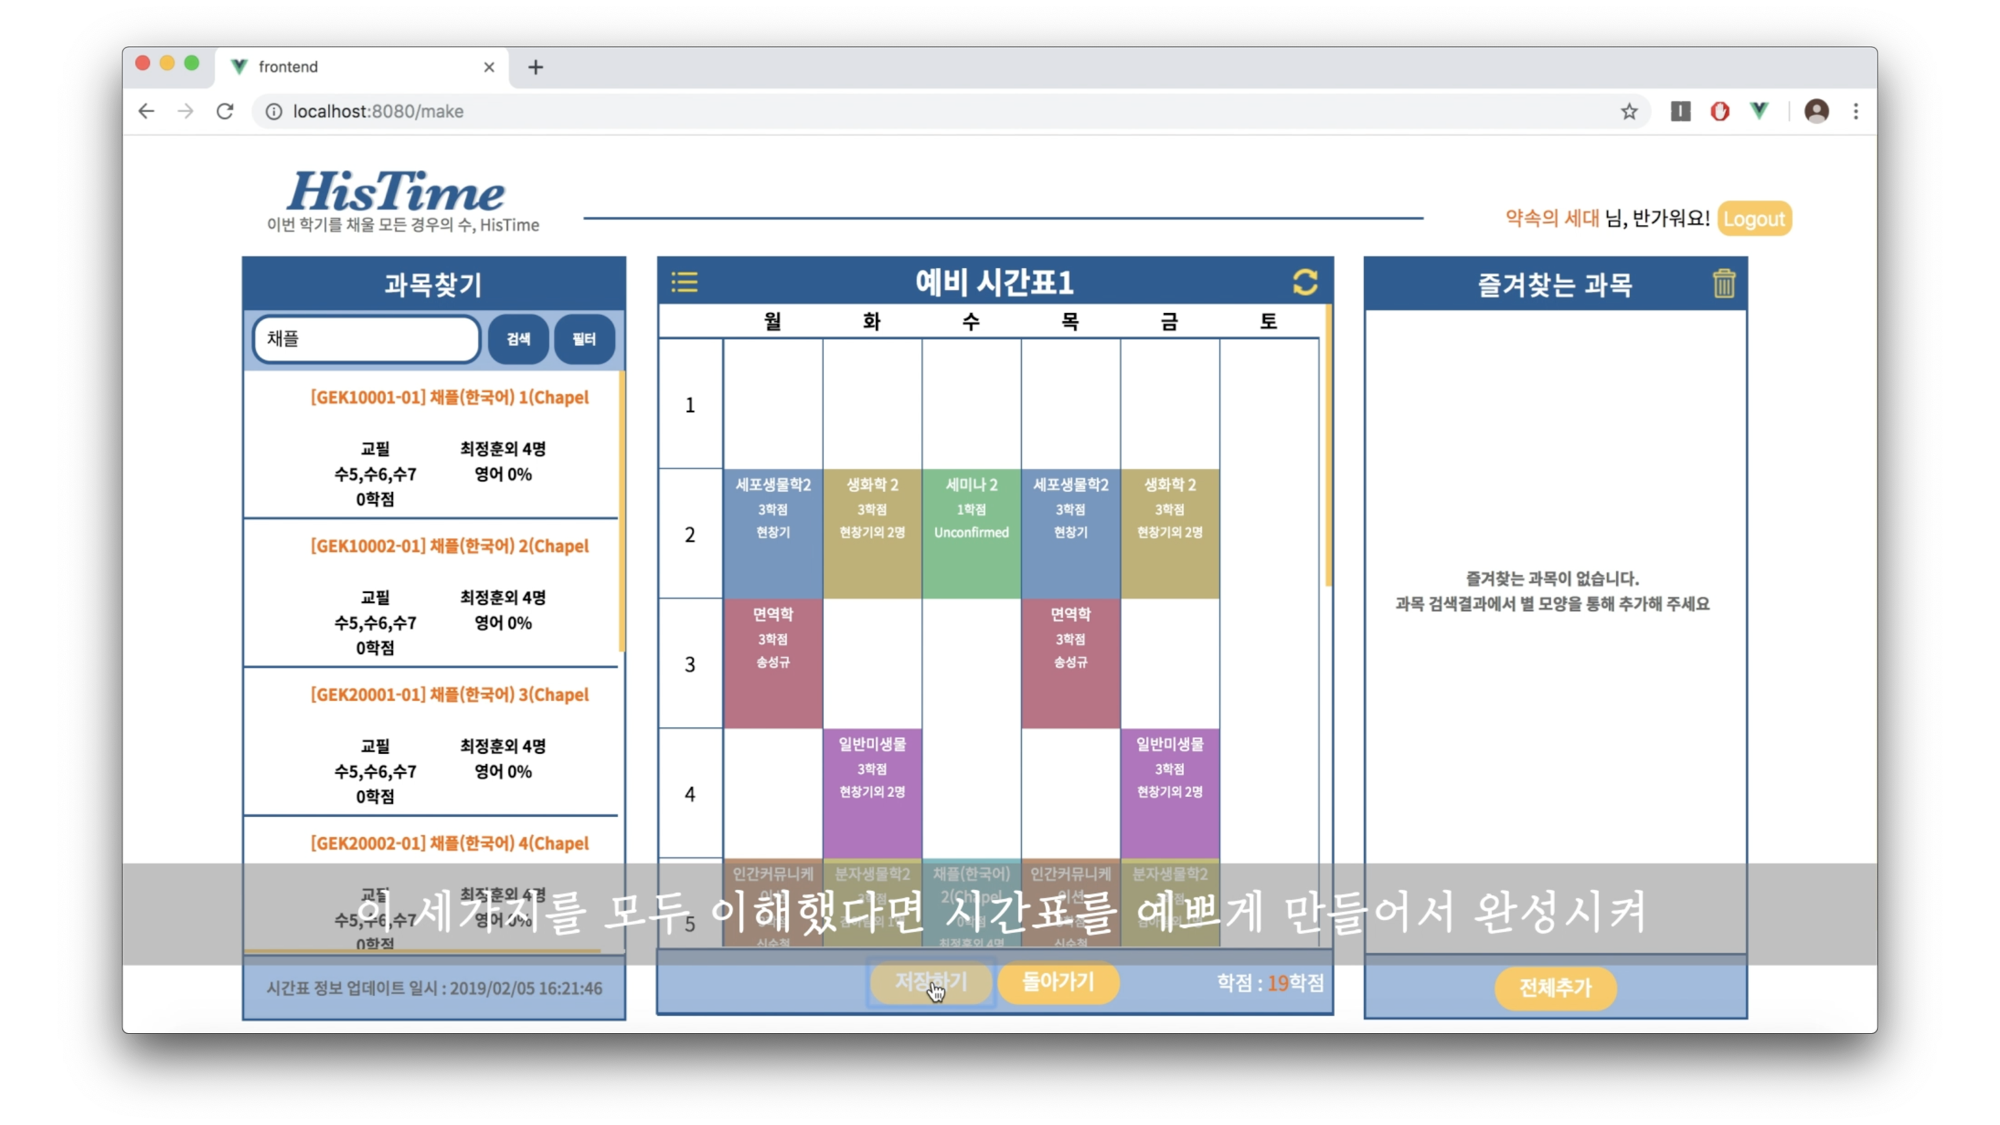 frontend
localhost:8080/make
HisTime
이번 학기를 채울 모든 경우의 수, HisTime
약속의 세대 님, 반가워요! Logout
과목찾기
채플 검색 필터
[GEK10001-01] 채플(한국어) 1(Chapel
교필 최정훈외 4명
수5,수6,수7 영어 0%
0학점
[GEK10002-01] 채플(한국어) 2(Chapel
교필 최정훈외 4명
수5,수6,수7 영어 0%
0학점
[GEK20001-01] 채플(한국어) 3(Chapel
교필 최정훈외 4명
수5,수6,수7 영어 0%
0학점
[GEK20002-01] 채플(한국어) 4(Chapel
교필 최정훈외 4명
수5,수6,수7 영어 0%
0학점
시간표 정보 업데이트 일시 : 2019/02/05 16:21:46
예비 시간표1
월 화 수 목 금 토
1
2
세포생물학2 생화학 2 세미나 2 세포생물학2 생화학 2
3학점 3학점 1학점 3학점 3학점
현창기 현창기외 2명 Unconfirmed 현창기 현창기외 2명
3
면역학 면역학
3학점 3학점
송성규 송성규
4
일반미생물 일반미생물
3학점 3학점
현창기외 2명 현창기외 2명
5
인간커뮤니케 분자생물학2 채플(한국어) 인간커뮤니케 분자생물학2
2(Chapel 이션
신수철 최정훈외 4명 신수철
이 세가지를 모두 이해했다면 시간표를 예쁘게 만들어서 완성시켜
저장하기 돌아가기 학점 : 19학점
즐겨찾는 과목
즐겨찾는 과목이 없습니다.
과목 검색결과에서 별 모양을 통해 추가해 주세요
전체추가